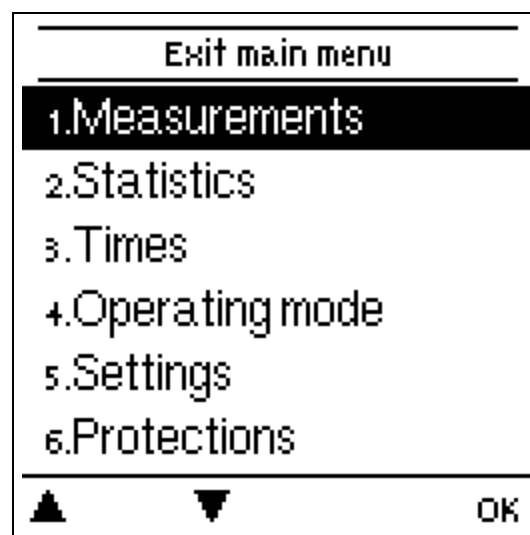 Exit main menu
1.Measurements
2.Statistics
3.Times
4.Operating mode
5.Settings
6.Protections
OK